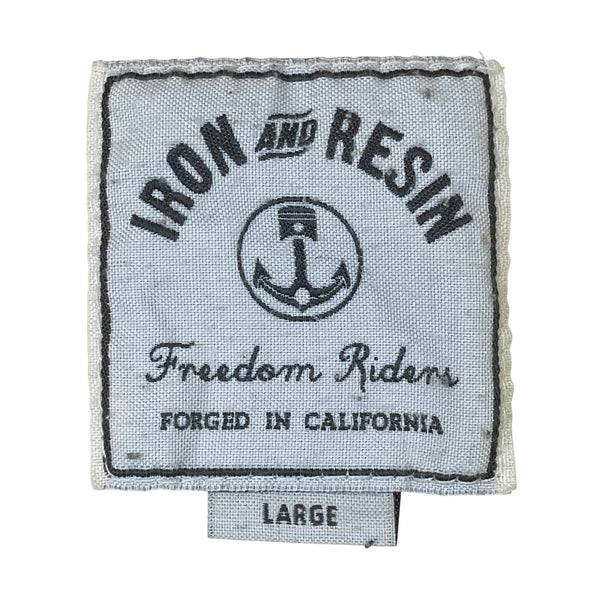 IRON AND RESIN
Freedom Riders
FORGED IN CALIFORNIA
LARGE